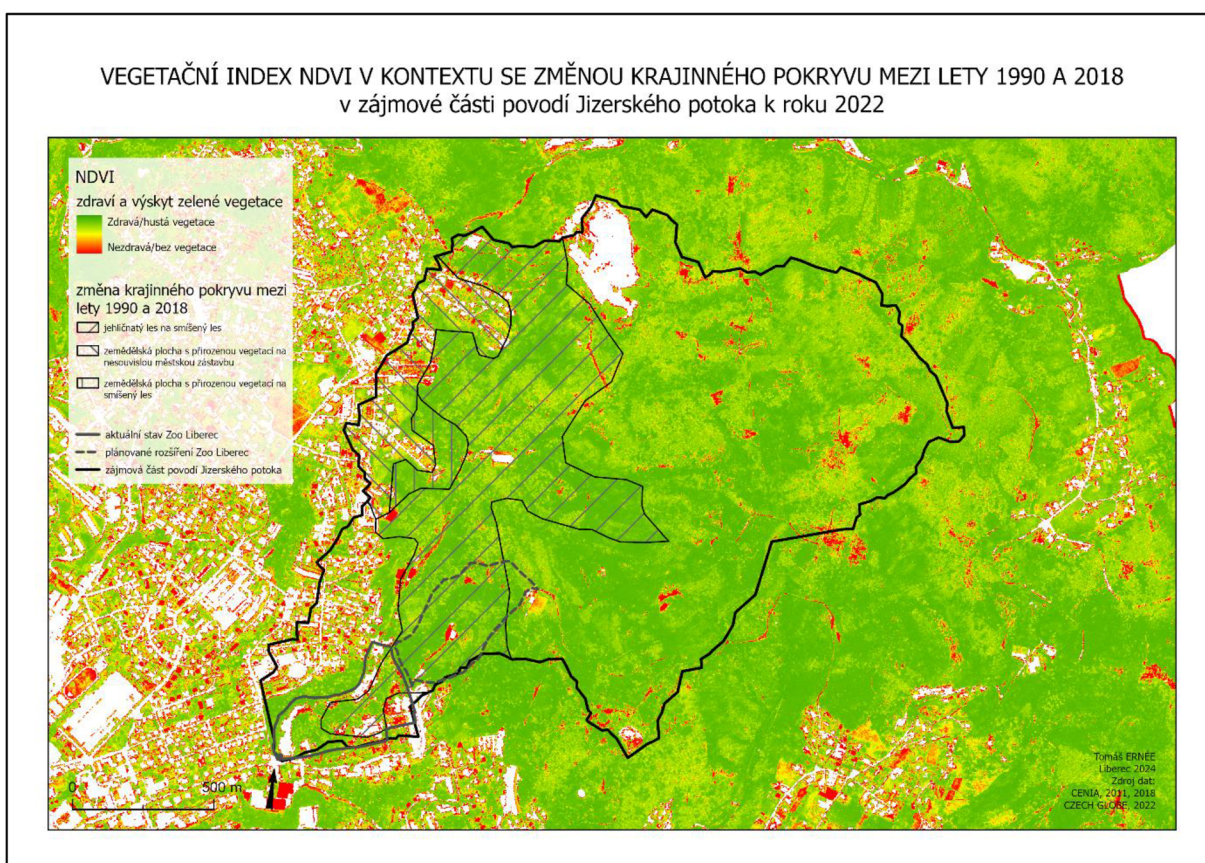 VEGETAČNÍ INDEX NDVI V KONTEXTU SE ZMĚNOU KRAJINNÉHO POKRYVU MEZI LETY 1990 A 2018
v zájmové části povodí Jizerského potoka k roku 2022
NDVI
zdraví a výskyt zelené vegetace
Zdravá/hustá vegetace
Nezdravá/bez vegetace
změna krajinného pokryvu mezi
lety 1990 a 2018
jehličnatý les na smíšený les
zemědělská plocha s přirozenou vegetací na
nesouvislou městskou zástavbu
zemědělská plocha s přirozenou vegetací na
smíšený les
aktuální stav Zoo Liberec
plánované rozšíření Zoo Liberec
zájmová část povodí Jizerského potoka
0 500 m
Tomáš ERNÉE
Liberec 2024
Zdroj dat:
CENIA, 2011, 2018
CZECH GLOBE, 2022